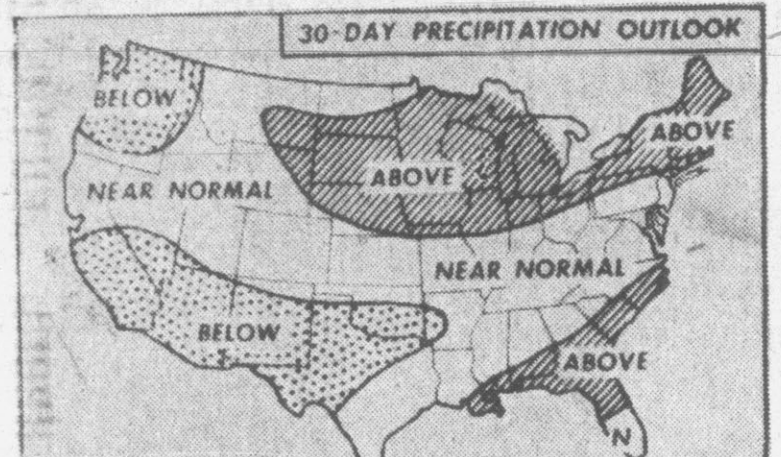 30-DAY PRECIPITATION OUTLOOK
BELOW
ABOVE
ABOVE
NEAR NORMAL
NEAR NORMAL
BELOW
ABOVE
N